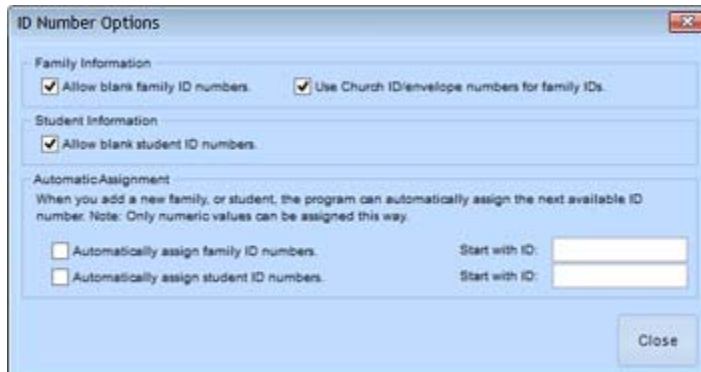 ID Number Options
Family Information
Allow blank family ID numbers. Use Church ID/envelope numbers for family IDs.
Student Information
Allow blank student ID numbers.
Automatic Assignment
When you add a new family, or student, the program can automatically assign the next available ID
number. Note: Only numeric values can be assigned this way.
Automatically assign family ID numbers. Start with ID:
Automatically assign student ID numbers. Start with ID:
Close